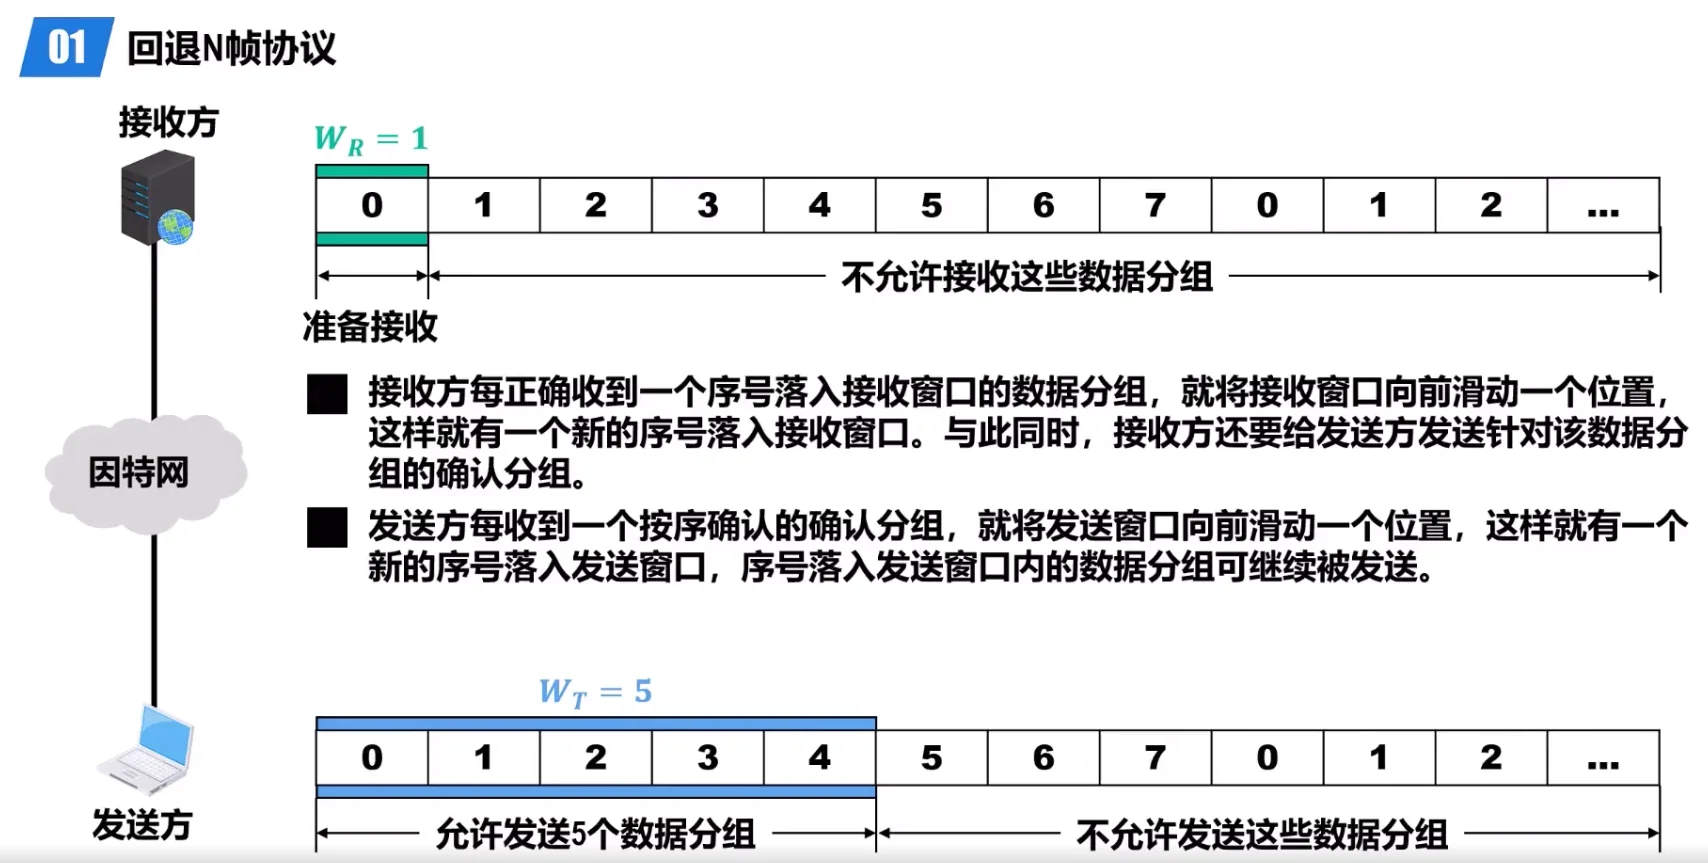 01 回退N帧协议
接收方
W_R = 1
0 1 2 3 4 5 6 7 0 1 2 ...
不允许接收这些数据分组
准备接收
接收方每正确收到一个序号落入接收窗口的数据分组，就将接收窗口向前滑动一个位置，
这样就有一个新的序号落入接收窗口。与此同时，接收方还要给发送方发送针对该数据分
组的确认分组。
因特网
发送方每收到一个按序确认的确认分组，就将发送窗口向前滑动一个位置，这样就有一个
新的序号落入发送窗口，序号落入发送窗口内的数据分组可继续被发送。
W_T = 5
0 1 2 3 4 5 6 7 0 1 2 ...
发送方
允许发送5个数据分组
不允许发送这些数据分组